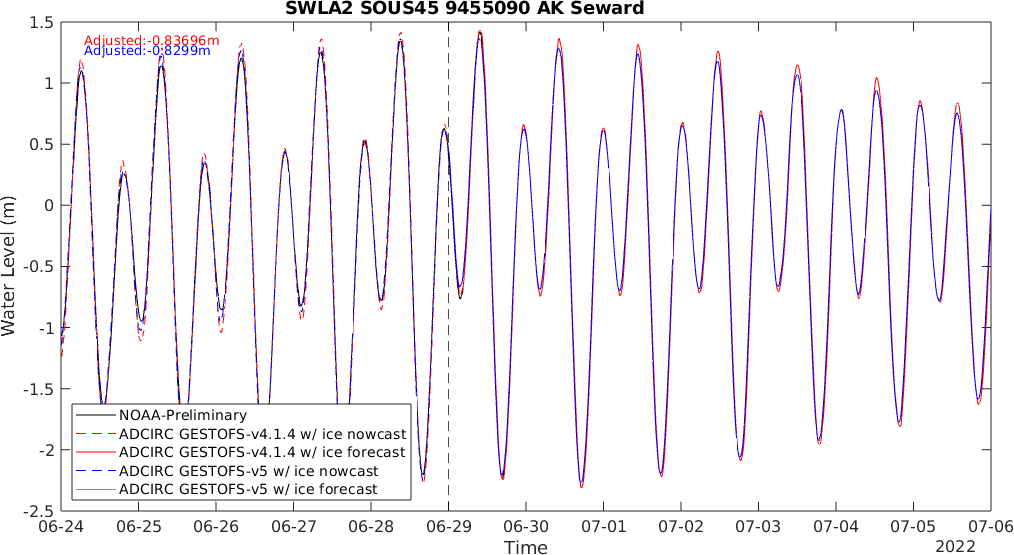 SWLA2 SOUS45 9455090 AK Seward
Adjusted:-0.83696m
Adjusted:-0.8299m
Water Level (m)
1.5
1
0.5
0
-0.5
-1
-1.5
-2
-2.5
NOAA-Preliminary
ADCIRC GESTOFS-v4.1.4 w/ ice nowcast
ADCIRC GESTOFS-v4.1.4 w/ ice forecast
ADCIRC GESTOFS-v5 w/ ice nowcast
ADCIRC GESTOFS-v5 w/ ice forecast
06-24 06-25 06-26 06-27 06-28 06-29 06-30 07-01 07-02 07-03 07-04 07-05 07-06
Time
2022